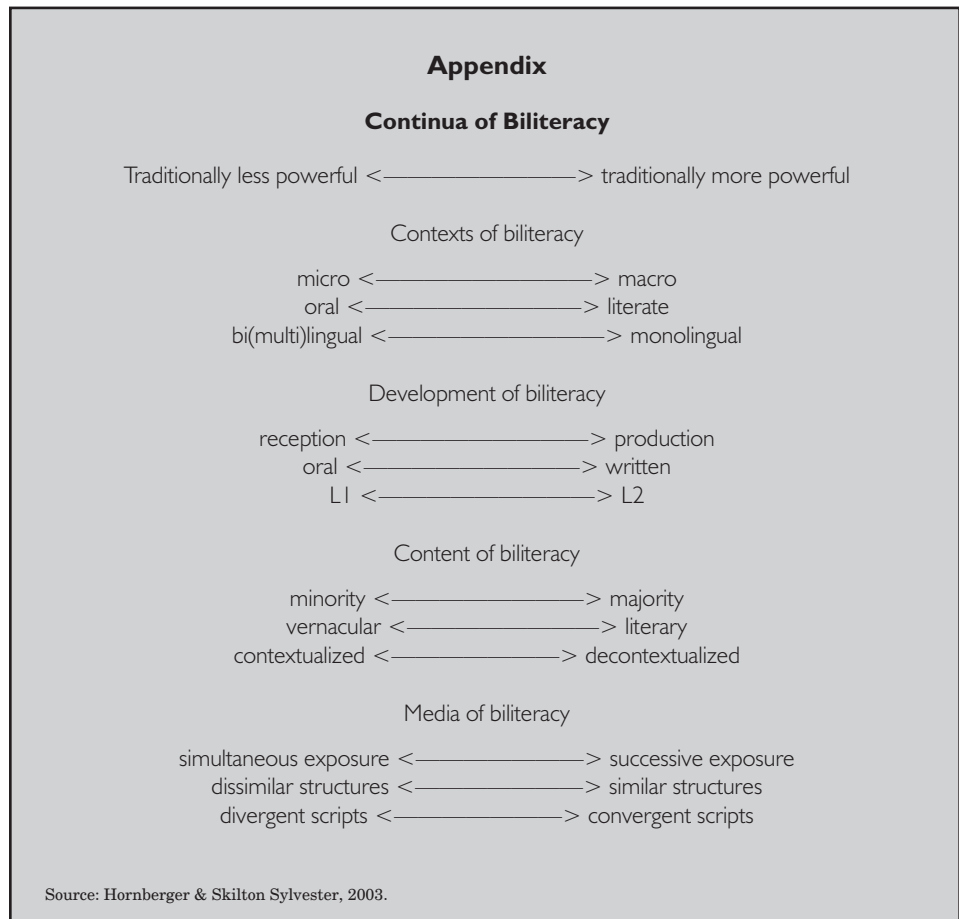 Appendix
Continua of Biliteracy
Traditionally less powerful <————————> traditionally more powerful
Contexts of biliteracy
micro <—————————> macro
oral <—————————> literate
bi(multi)lingual <—————————> monolingual
Development of biliteracy
reception <—————————> production
oral <—————————> written
L1 <—————————> L2
Content of biliteracy
minority <————————> majority
vernacular <—————————> literary
contextualized <———————> decontextualized
Media of biliteracy
simultaneous exposure <———————> successive exposure
dissimilar structures <———————> similar structures
divergent scripts <———————> convergent scripts
Source: Hornberger & Skilton Sylvester, 2003.